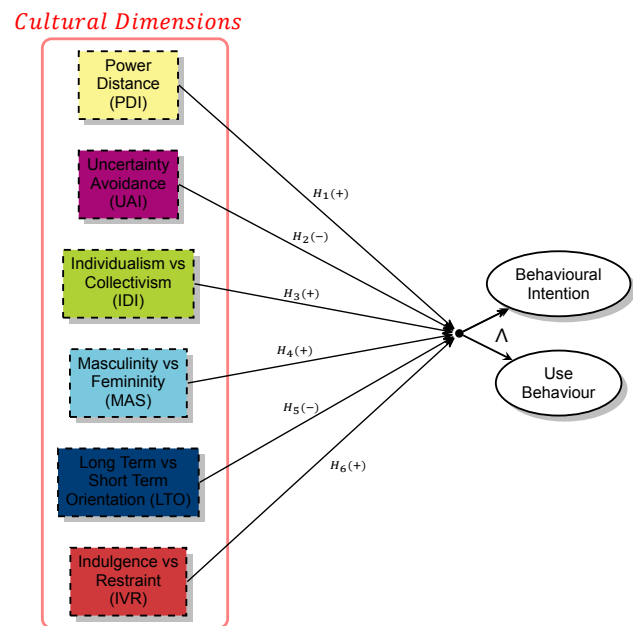 Cultural Dimensions
Power
Distance
(PDI)
Uncertainty
Avoidance
(UAI)
Individualism vs
Collectivism
(IDI)
Masculinity vs
Femininity
(MAS)
Long Term vs
Short Term
Orientation (LTO)
Indulgence vs
Restraint
(IVR)
H₁(+)
H₂(−)
H₃(+)
H₄(+)
H₅(−)
H₆(+)
Behavioural
Intention
Λ
Use
Behaviour